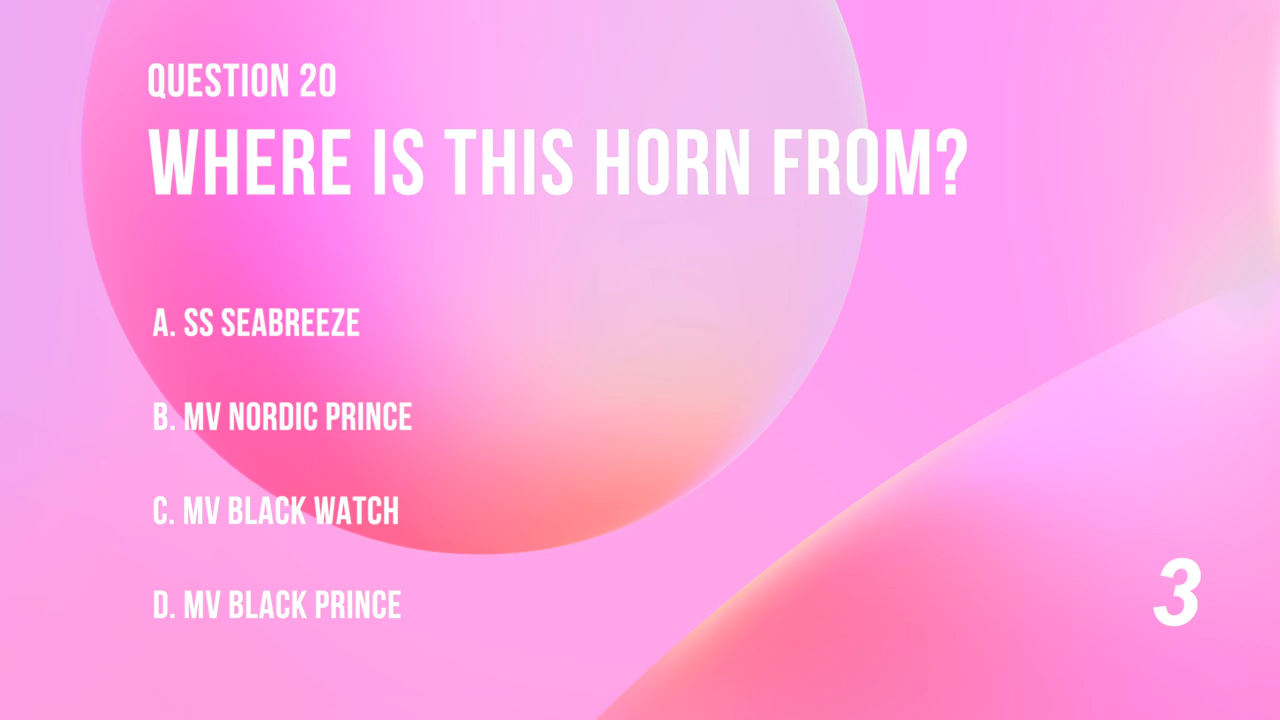 QUESTION 20
WHERE IS THIS HORN FROM?
A. SS SEABREEZE
B. MV NORDIC PRINCE
C. MV BLACK WATCH
D. MV BLACK PRINCE
3